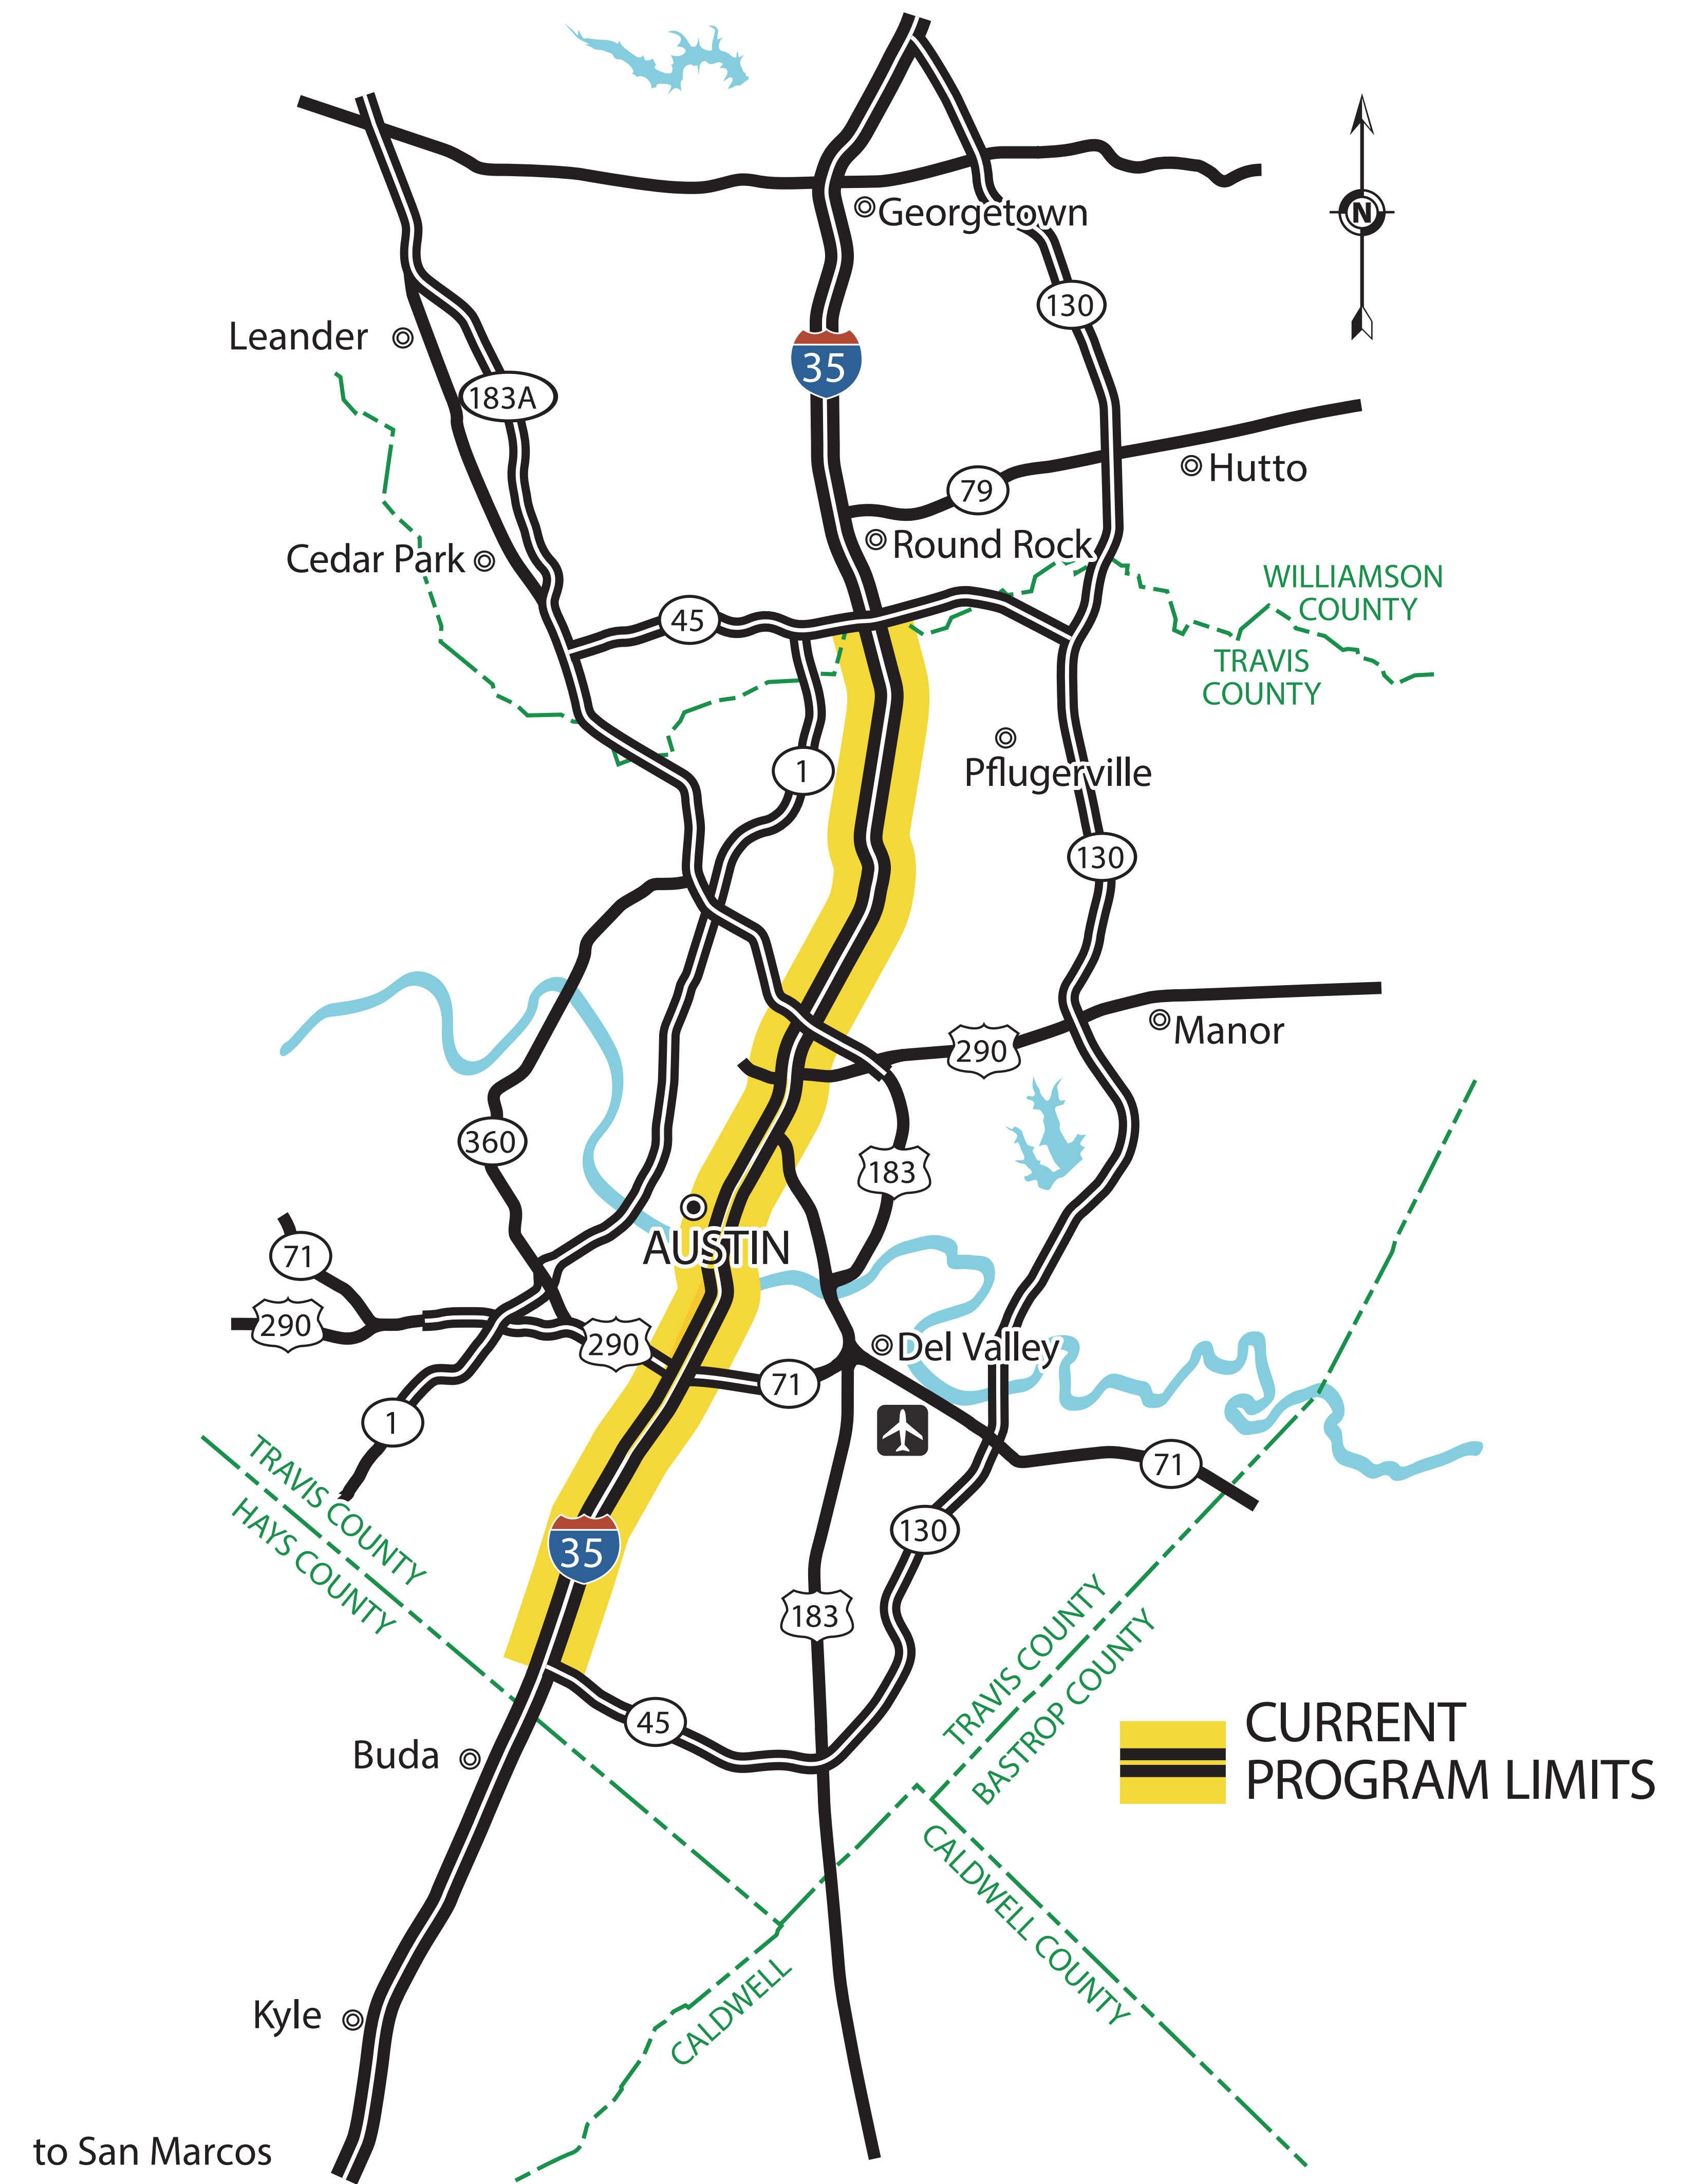 N
Georgetown
130
Leander
35
183A
79
Hutto
Round Rock
Cedar Park
WILLIAMSON
COUNTY
45
TRAVIS
COUNTY
1
Pflugerville
130
Manor
290
360
183
AUSTIN
71
290
290
Del Valley
71
1
71
TRAVIS COUNTY
HAYS COUNTY
130
35
183
TRAVIS COUNTY
BASTROP COUNTY
45
CURRENT
PROGRAM LIMITS
Buda
CALDWELL COUNTY
CALDWELL
Kyle
to San Marcos